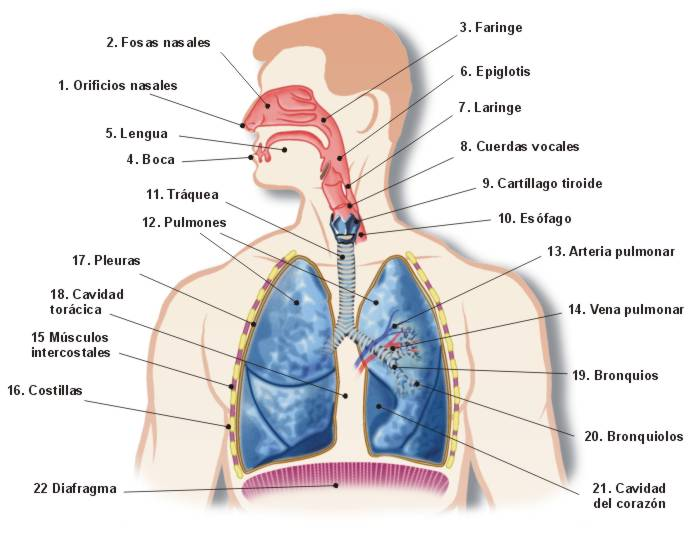 2. Fosas nasales
1. Orificios nasales
5. Lengua
4. Boca
11. Tráquea
12. Pulmones
17. Pleuras
18. Cavidad
torácica
15 Músculos
intercostales
16. Costillas
22 Diafragma
3. Faringe
6. Epiglotis
7. Laringe
8. Cuerdas vocales
9. Cartíllago tiroide
10. Esófago
13. Arteria pulmonar
14. Vena pulmonar
19. Bronquios
20. Bronquiolos
21. Cavidad
del corazón